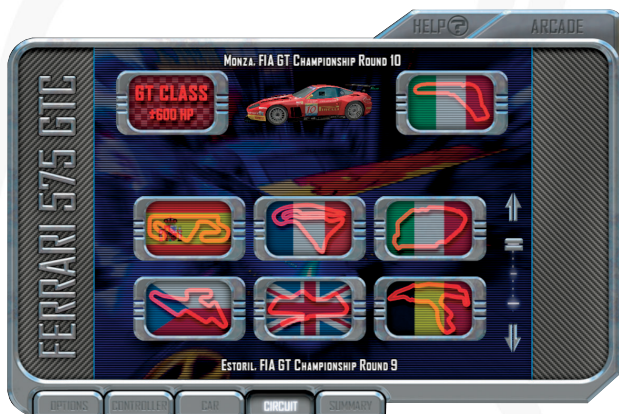 HELP? ARCADE
MONZA. FIA GT CHAMPIONSHIP ROUND 10
GT CLASS
±600 HP
FERRARI 575 GTC
ESTORIL. FIA GT CHAMPIONSHIP ROUND 9
OPTIONS CONTROLLER CAR CIRCUIT SUMMARY